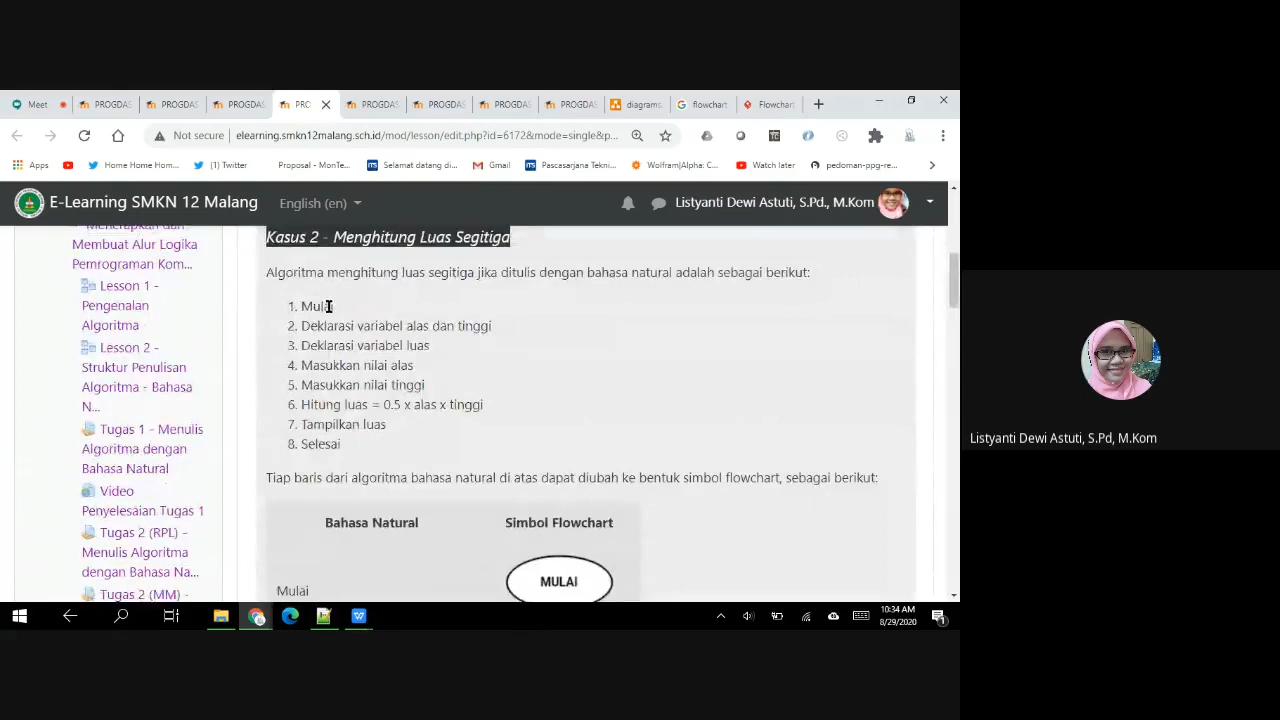 Meet
PROGDAS
PROGDAS
PROGDAS
PRO
PROGDAS
PROGDAS
PROGDAS
PROGDAS
diagrams.
flowchart
Flowchart
Not secure
elearning.smkn12malang.sch.id/mod/lesson/edit.php?id=6172&mode=single&p...
Apps
Home Home Hom...
(1) Twitter
Proposal - MonTe...
Selamat datang di...
Gmail
Pascasarjana Tekni...
Wolfram|Alpha: C...
Watch later
pedoman-ppg-re...
E-Learning SMKN 12 Malang
English (en)
Listyanti Dewi Astuti, S.Pd., M.Kom
Menerapkan dan
Membuat Alur Logika
Pemrograman Kom...
Lesson 1 -
Pengenalan
Algoritma
Lesson 2 -
Struktur Penulisan
Algoritma - Bahasa
N...
Tugas 1 - Menulis
Algoritma dengan
Bahasa Natural
Video
Penyelesaian Tugas 1
Tugas 2 (RPL) -
Menulis Algoritma
dengan Bahasa Na...
Tugas 2 (MM) -
Kasus 2 - Menghitung Luas Segitiga
Algoritma menghitung luas segitiga jika ditulis dengan bahasa natural adalah sebagai berikut:
1. Mulai
2. Deklarasi variabel alas dan tinggi
3. Deklarasi variabel luas
4. Masukkan nilai alas
5. Masukkan nilai tinggi
6. Hitung luas = 0.5 x alas x tinggi
7. Tampilkan luas
8. Selesai
Tiap baris dari algoritma bahasa natural di atas dapat diubah ke bentuk simbol flowchart, sebagai berikut:
Bahasa Natural
Simbol Flowchart
MULAI
Mulai
10:34 AM
8/29/2020
Listyanti Dewi Astuti, S.Pd, M.Kom